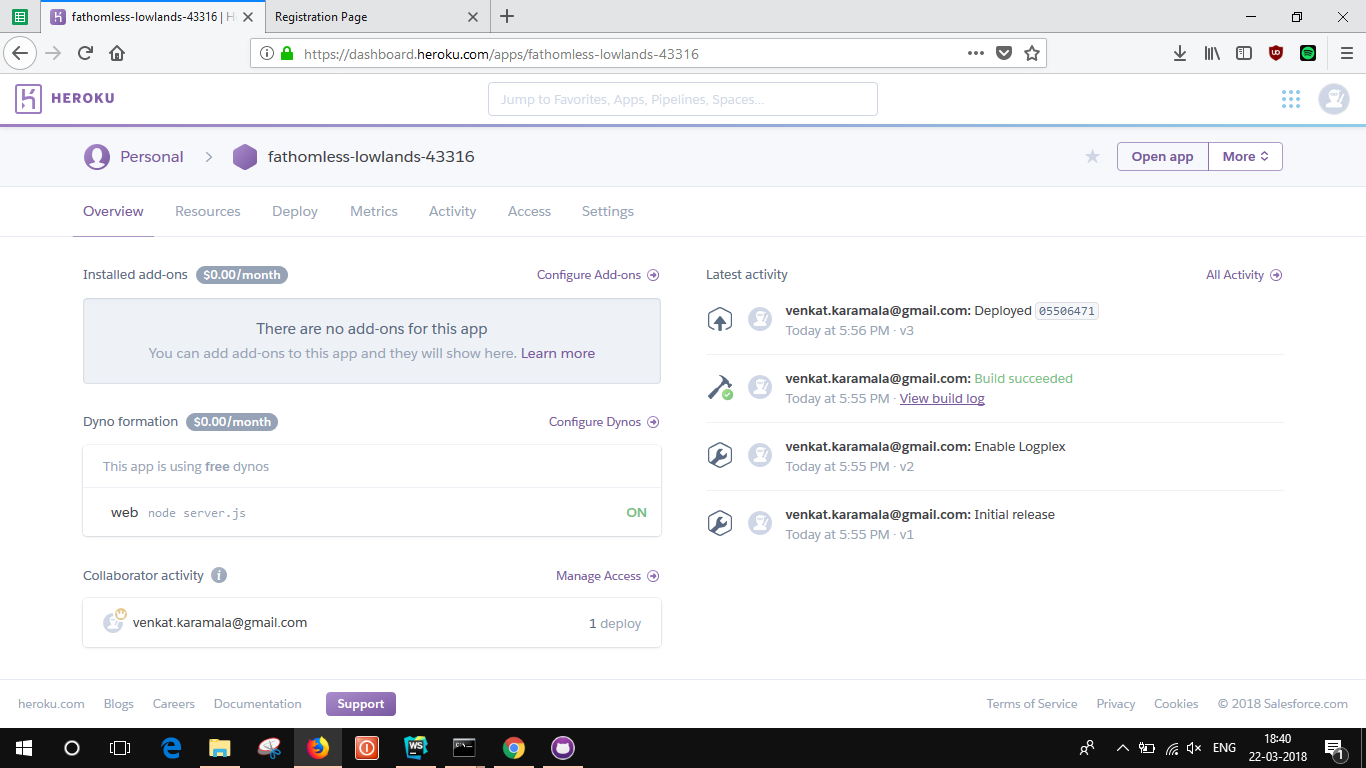 fathomless-lowlands-43316 | H
Registration Page
https://dashboard.heroku.com/apps/fathomless-lowlands-43316
HEROKU
Jump to Favorites, Apps, Pipelines, Spaces...
Personal
fathomless-lowlands-43316
Open app
More
Overview
Resources
Deploy
Metrics
Activity
Access
Settings
Installed add-ons $0.00/month
Configure Add-ons
There are no add-ons for this app
You can add add-ons to this app and they will show here. Learn more
Dyno formation $0.00/month
Configure Dynos
This app is using free dynos
web node server.js ON
Collaborator activity
Manage Access
venkat.karamala@gmail.com
1 deploy
Latest activity
All Activity
venkat.karamala@gmail.com: Deployed 05506471
Today at 5:56 PM · v3
venkat.karamala@gmail.com: Build succeeded
Today at 5:55 PM · View build log
venkat.karamala@gmail.com: Enable Logplex
Today at 5:55 PM · v2
venkat.karamala@gmail.com: Initial release
Today at 5:55 PM · v1
heroku.com
Blogs
Careers
Documentation
Support
Terms of Service
Privacy
Cookies
© 2018 Salesforce.com
WS
ENG
18:40
22-03-2018
1